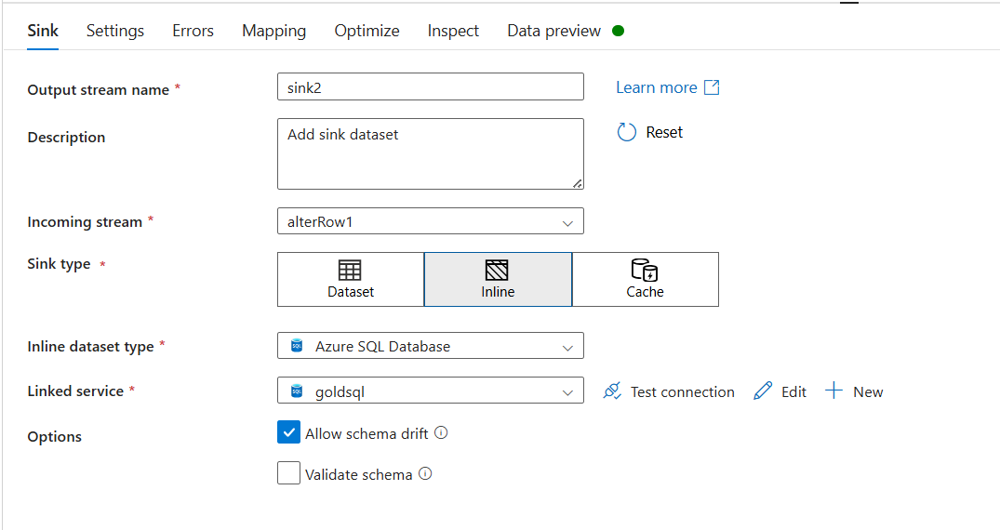 Sink Settings Errors Mapping Optimize Inspect Data preview
Output stream name * sink2 Learn more
Description Add sink dataset Reset
Incoming stream * alterRow1
Sink type * Dataset Inline Cache
Inline dataset type * SQL Azure SQL Database
Linked service * SQL goldsql Test connection Edit New
Options Allow schema drift
Validate schema